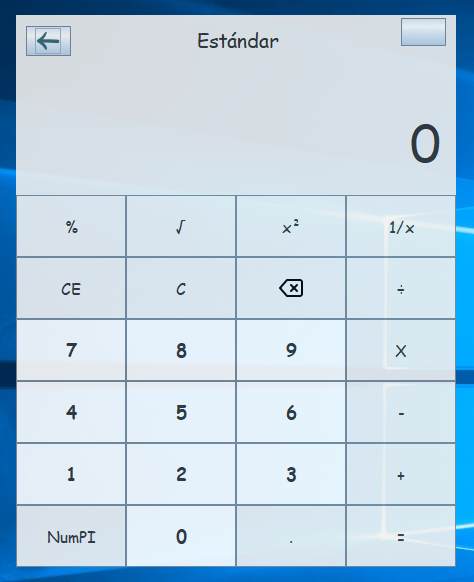 Estándar
0
% √ x² 1/x
CE C ÷
7 8 9 X
4 5 6 -
1 2 3 +
NumPI 0 . =